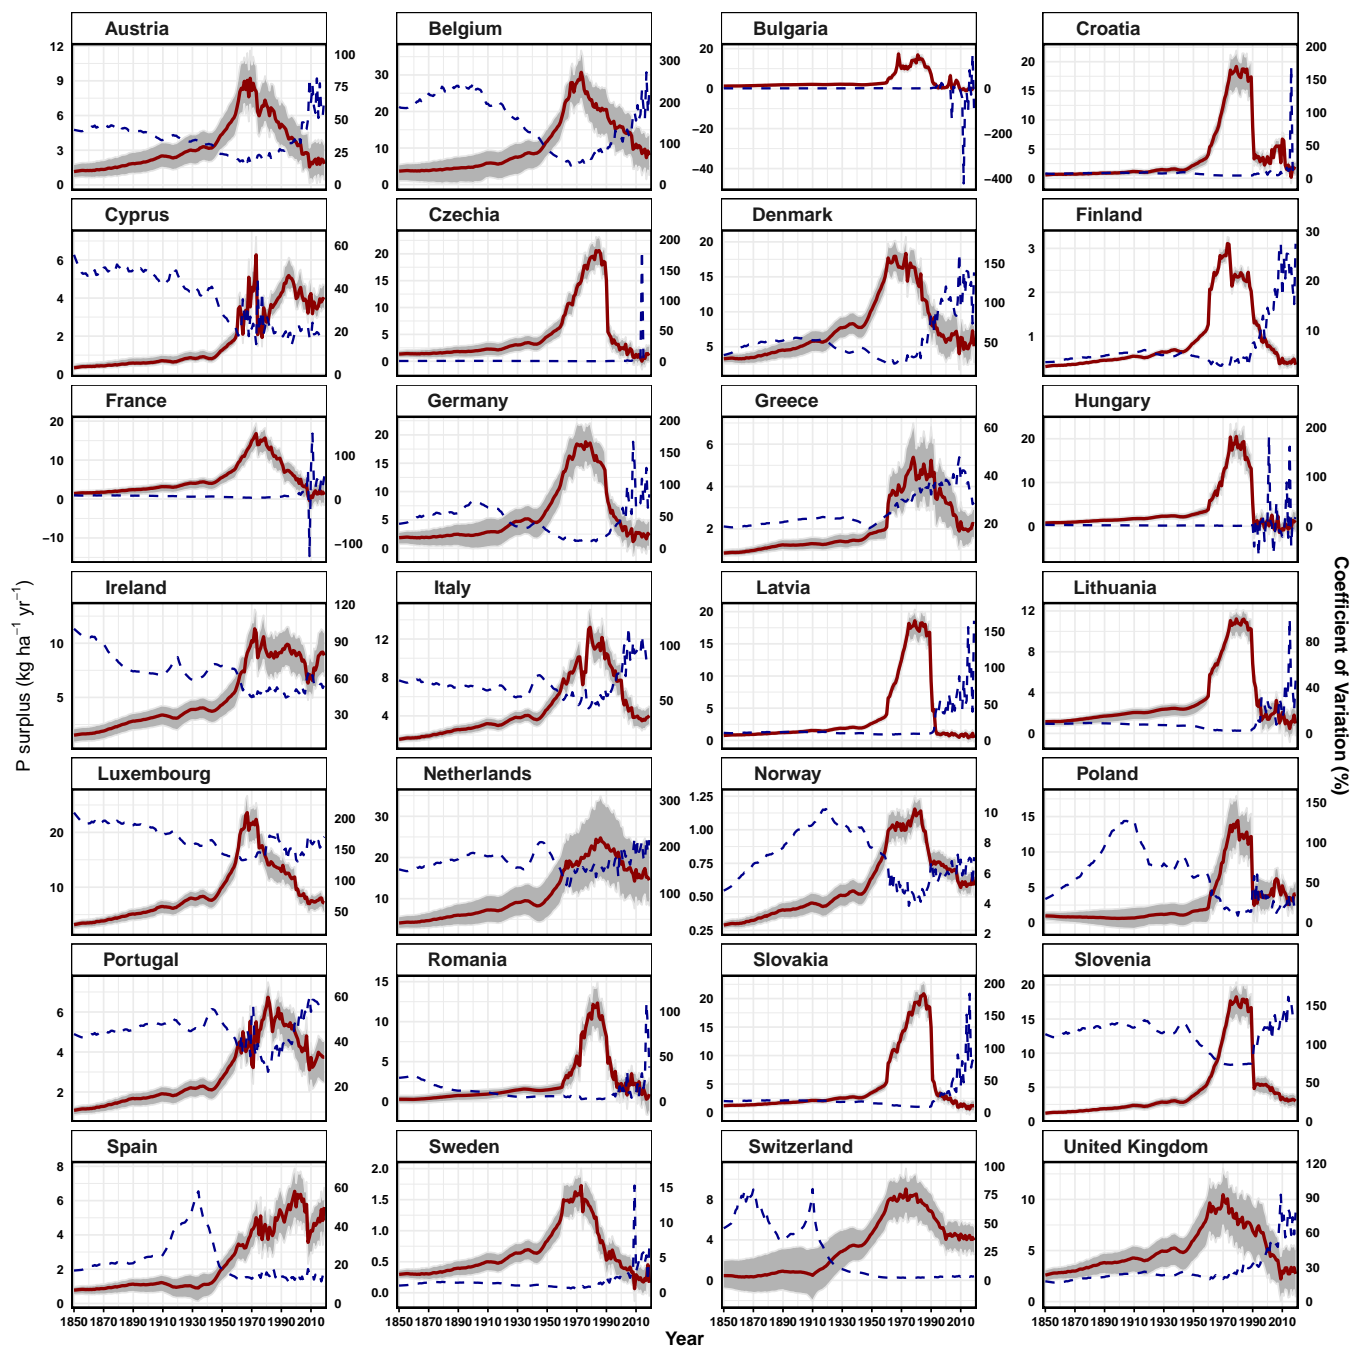 Austria Belgium Bulgaria Croatia
12 9 6 3 0 100 75 50 25 0 30 20 10 0 300 200 100 0 20 0 −20 −40 0 −200 −400 20 15 10 5 0 200 150 100 50 0
Cyprus Czechia Denmark Finland
6 4 2 0 60 40 20 0 20 15 10 5 0 200 150 100 50 0 20 15 10 5 150 100 50 3 2 1 30 20 10
France Germany Greece Hungary
20 10 0 −10 100 0 −100 20 15 10 5 0 200 150 100 50 0 6 4 2 60 40 20 20 10 0 200 100 0
Ireland Italy Latvia Lithuania
10 5 120 90 60 30 12 8 4 100 50 20 15 10 5 0 150 100 50 0 12 8 4 0 80 40 0
Luxembourg Netherlands Norway Poland
20 10 200 150 100 50 30 20 10 300 200 100 1.25 1.00 0.75 0.50 0.25 10 8 6 4 2 15 10 5 0 150 100 50 0
Portugal Romania Slovakia Slovenia
6 4 2 60 40 20 15 10 5 0 100 50 0 20 15 10 5 0 200 150 100 50 0 20 15 10 5 0 150 100 50 0
Spain Sweden Switzerland United Kingdom
8 6 4 2 0 60 40 20 0 2.0 1.5 1.0 0.5 0.0 15 10 5 0 8 4 0 100 75 50 25 0 10 5 0 120 90 60 30 0
1850 1870 1890 1910 1930 1950 1970 1990 2010 1850 1870 1890 1910 1930 1950 1970 1990 2010 1850 1870 1890 1910 1930 1950 1970 1990 2010 1850 1870 1890 1910 1930 1950 1970 1990 2010
Year
P surplus (kg ha−1 yr−1)
Coefficient of Variation (%)